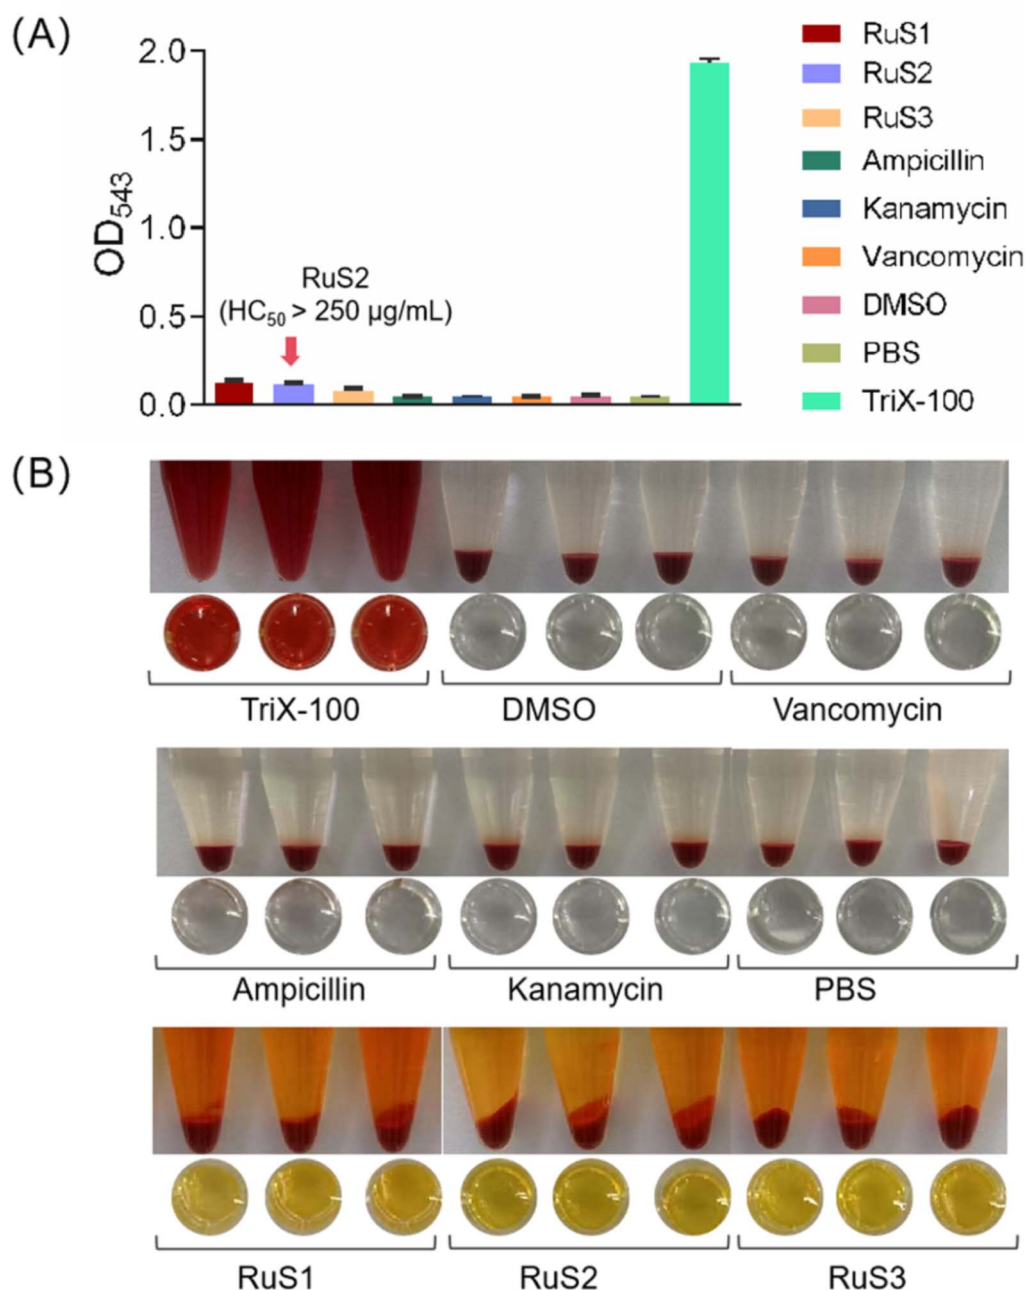 (A)
2.0
1.5
1.0
0.5
0.0
OD543
RuS2
(HC50 > 250 μg/mL)
RuS1
RuS2
RuS3
Ampicillin
Kanamycin
Vancomycin
DMSO
PBS
TriX-100
(B)
TriX-100 DMSO Vancomycin
Ampicillin Kanamycin PBS
RuS1 RuS2 RuS3